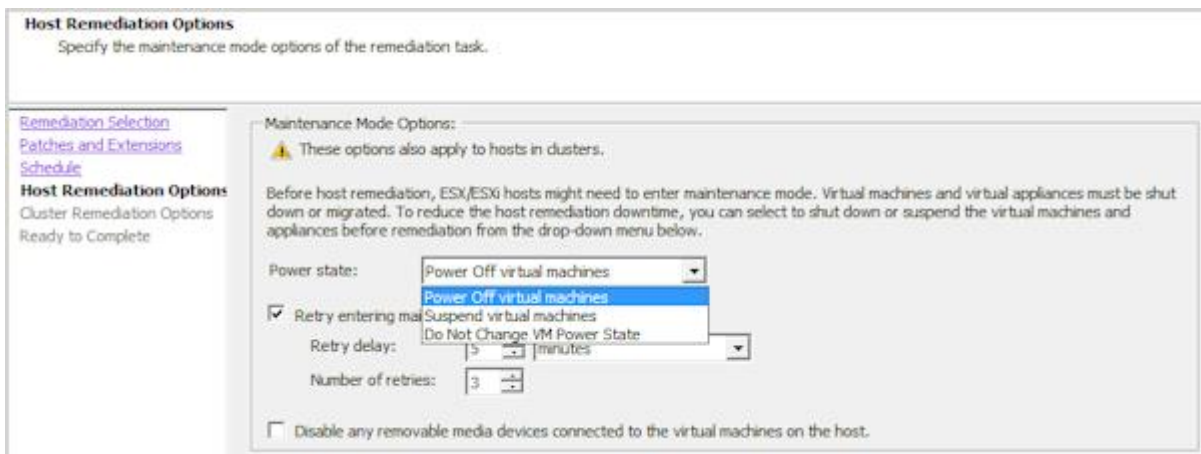 Host Remediation Options
Specify the maintenance mode options of the remediation task.
Remediation Selection
Patches and Extensions
Schedule
Host Remediation Options
Cluster Remediation Options
Ready to Complete
Maintenance Mode Options:
These options also apply to hosts in clusters.
Before host remediation, ESX/ESXi hosts might need to enter maintenance mode. Virtual machines and virtual appliances must be shut
down or migrated. To reduce the host remediation downtime, you can select to shut down or suspend the virtual machines and
appliances before remediation from the drop-down menu below.
Power state: Power Off virtual machines
Power Off virtual machines
Retry entering mai Suspend virtual machines
Do Not Change VM Power State
Retry delay: 5 minutes
Number of retries: 3
Disable any removable media devices connected to the virtual machines on the host.